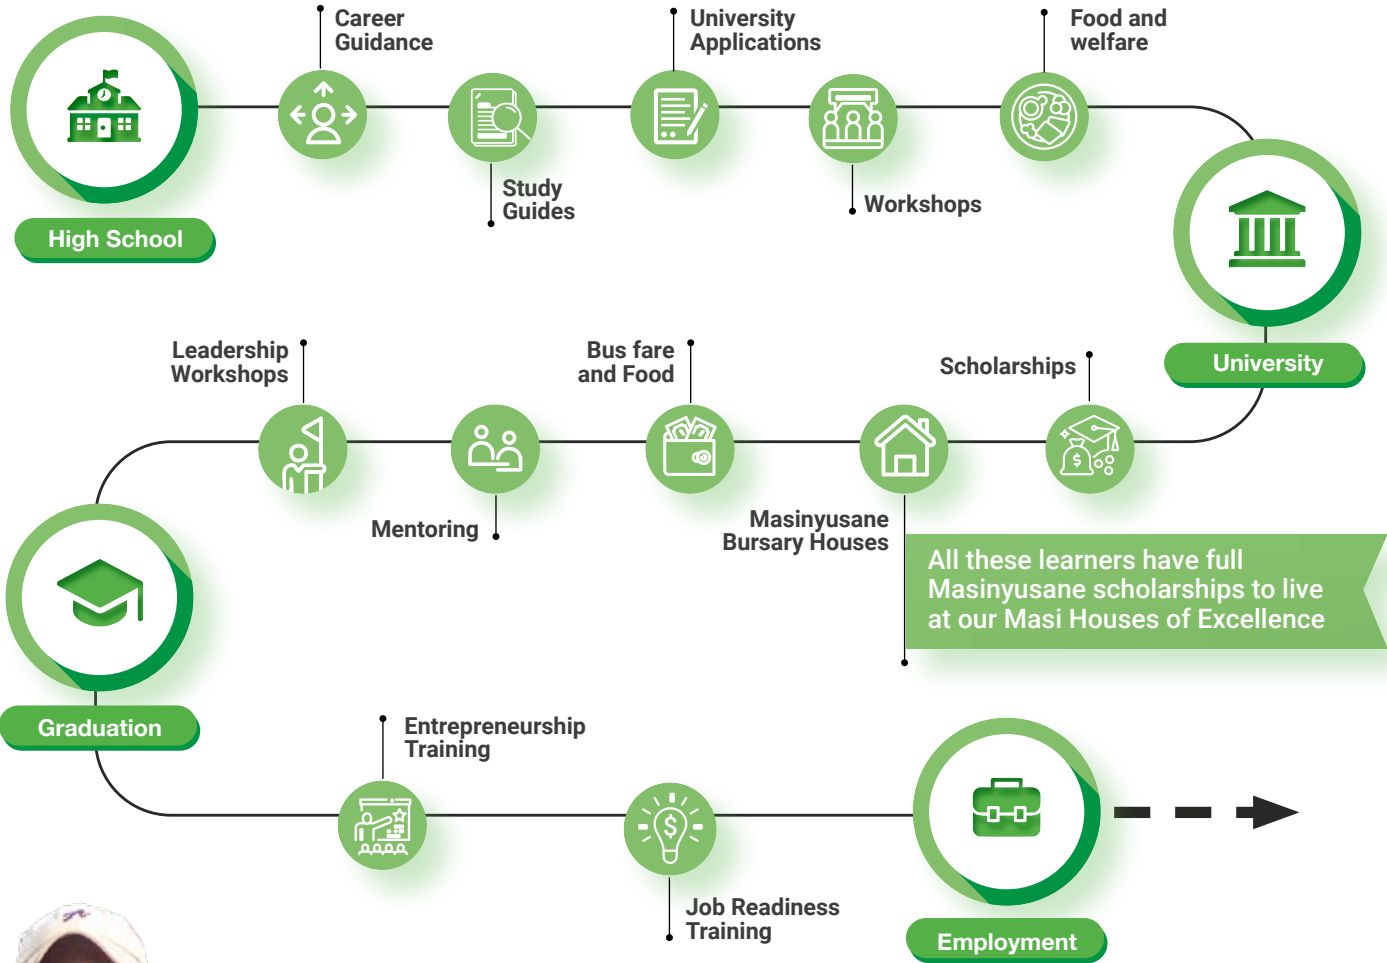 Career
Guidance
University
Applications
Food and
welfare
Study
Guides
Workshops
High School
University
Scholarships
Bus fare
and Food
Leadership
Workshops
Mentoring
Masinyusane
Bursary Houses
All these learners have full
Masinyusane scholarships to live
at our Masi Houses of Excellence
Graduation
Entrepreneurship
Training
Job Readiness
Training
Employment